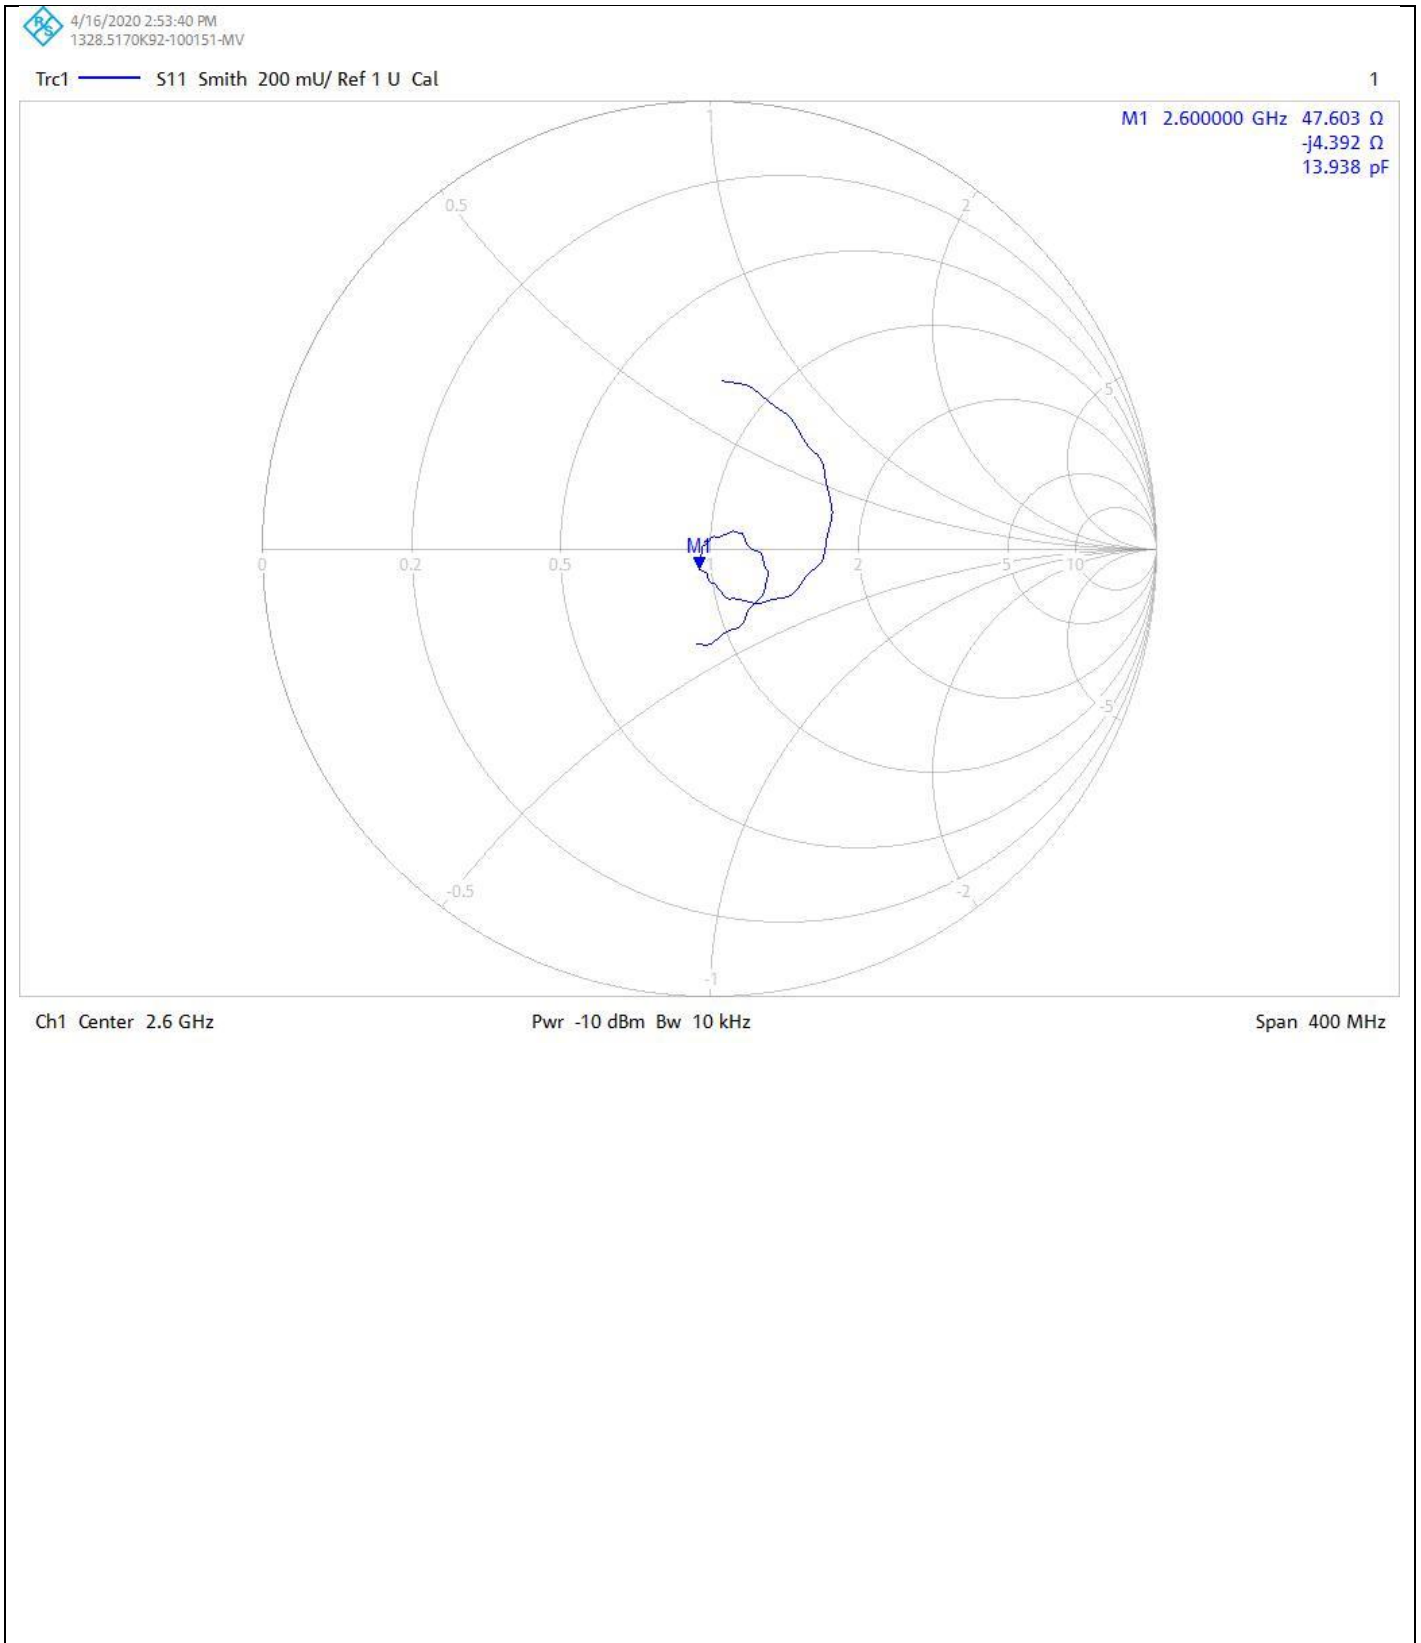 R&S
4/16/2020 2:53:40 PM
1328.5170K92-100151-MV
Trc1 S11 Smith 200 mU/ Ref 1 U Cal 1
M1 2.600000 GHz 47.603 Ω
-j4.392 Ω
13.938 pF
1
0.5 2
5
M1
0 0.2 0.5 1 2 5 10
-5
-0.5 -2
-1
Ch1 Center 2.6 GHz Pwr -10 dBm Bw 10 kHz Span 400 MHz